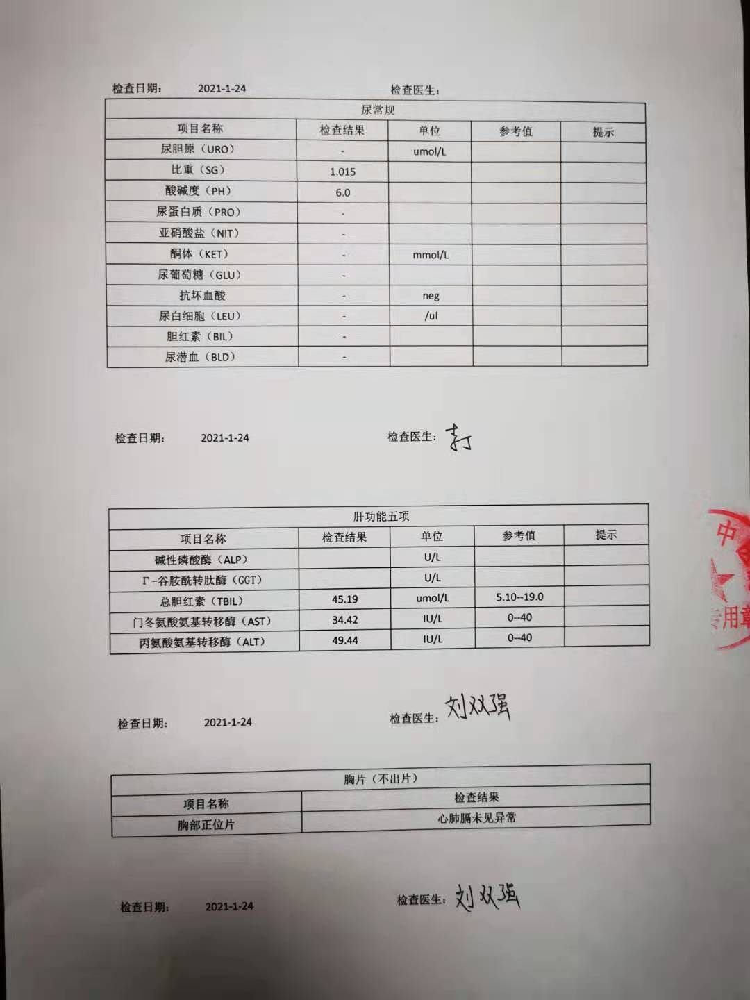 检查日期： 2021-1-24 检查医生：
尿常规
项目名称 检查结果 单位 参考值 提示
尿胆原（URO） - umol/L
比重（SG） 1.015
酸碱度（PH） 6.0
尿蛋白质（PRO） -
亚硝酸盐（NIT） -
酮体（KET） - mmol/L
尿葡萄糖（GLU） -
抗坏血酸 - neg
尿白细胞（LEU） - /ul
胆红素（BIL） -
尿潜血（BLD） -
检查日期： 2021-1-24 检查医生：
肝功能五项
项目名称 检查结果 单位 参考值 提示
碱性磷酸酶（ALP） U/L
Γ-谷胺酰转肽酶（GGT） U/L
总胆红素（TBIL） 45.19 umol/L 5.10--19.0
门冬氨酸氨基转移酶（AST） 34.42 IU/L 0--40
丙氨酸氨基转移酶（ALT） 49.44 IU/L 0--40
中
用章
检查日期： 2021-1-24 检查医生：刘双强
胸片（不出片）
项目名称 检查结果
胸部正位片 心肺膈未见异常
检查日期： 2021-1-24 检查医生：刘双强